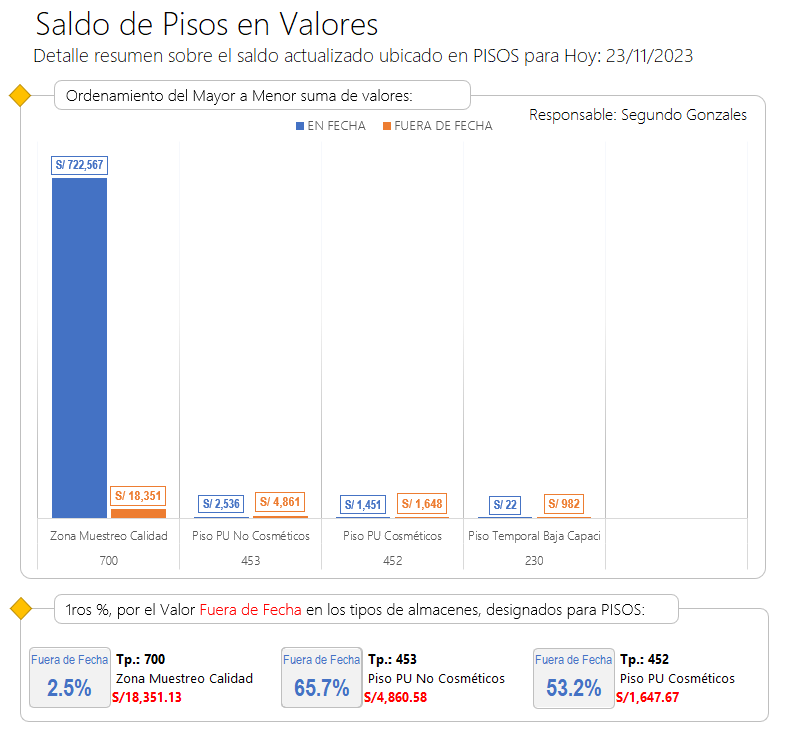 Saldo de Pisos en Valores
Detalle resumen sobre el saldo actualizado ubicado en PISOS para Hoy: 23/11/2023
Ordenamiento del Mayor a Menor suma de valores:
Responsable: Segundo Gonzales
EN FECHA FUERA DE FECHA
S/ 722,567
S/ 18,351
S/ 2,536
S/ 4,861
S/ 1,451
S/ 1,648
S/ 22
S/ 982
Zona Muestreo Calidad Piso PU No Cosméticos Piso PU Cosméticos Piso Temporal Baja Capaci
700 453 452 230
1ros %, por el Valor Fuera de Fecha en los tipos de almacenes, designados para PISOS:
Fuera de Fecha
2.5%
Tp.: 700
Zona Muestreo Calidad
S/18,351.13
Fuera de Fecha
65.7%
Tp.: 453
Piso PU No Cosméticos
S/4,860.58
Fuera de Fecha
53.2%
Tp.: 452
Piso PU Cosméticos
S/1,647.67